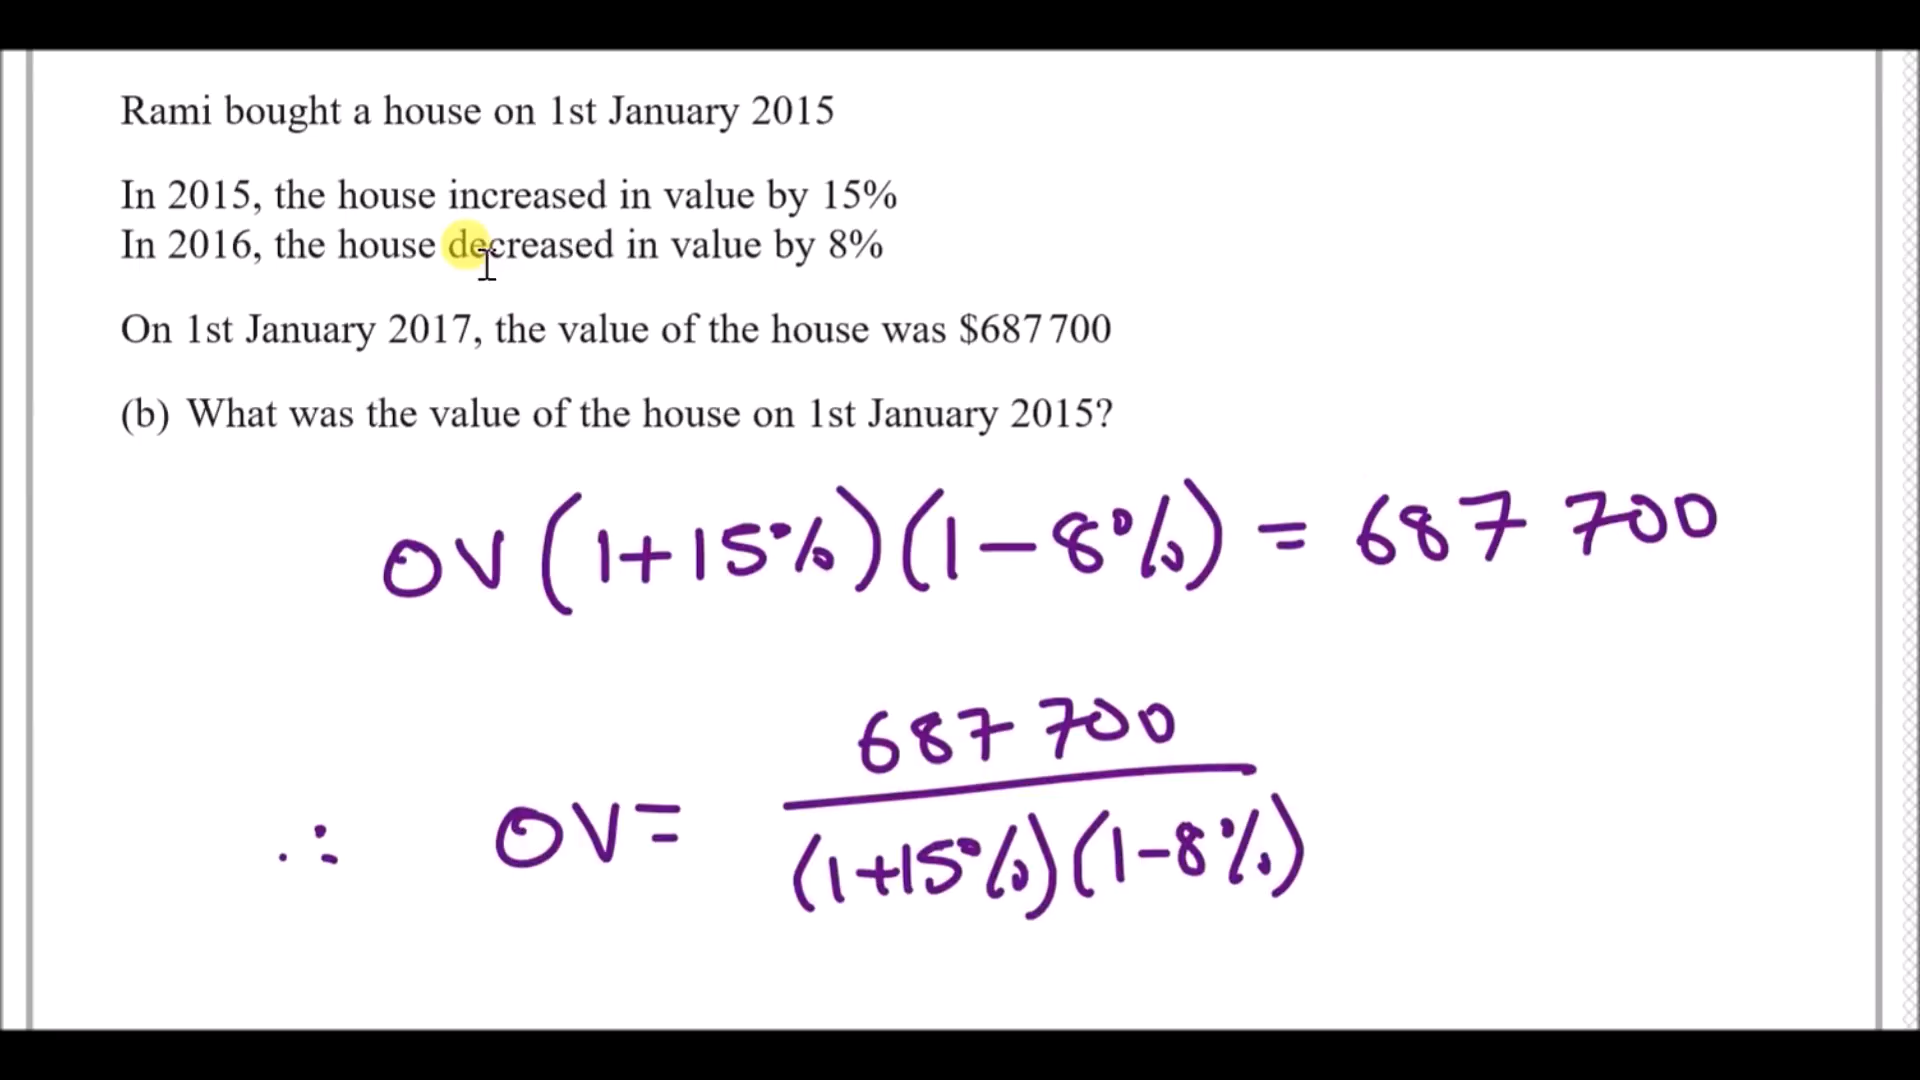 Rami bought a house on 1st January 2015
In 2015, the house increased in value by 15%
In 2016, the house decreased in value by 8%
On 1st January 2017, the value of the house was $687 700
(b) What was the value of the house on 1st January 2015?
OV (1+15%)(1-8%) = 687 700
687 700
∴ OV =
(1+15%)(1-8%)